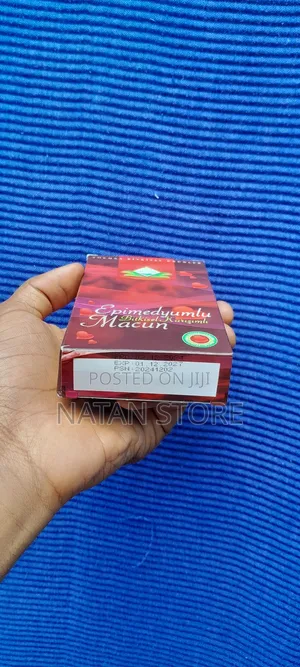 Epimedyumlu
Bitkisel Karışımlı
Macun
EXP:01 12 2027
PSN:20241202
POSTED ON JIJI
NATAN STORE